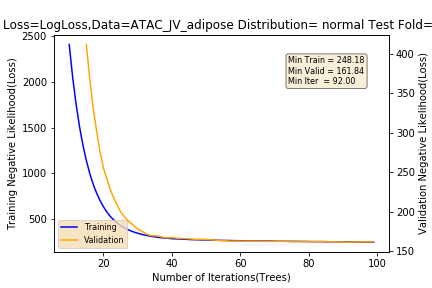 Loss=LogLoss,Data=ATAC_JV_adipose Distribution= normal Test Fold=
Training Negative Likelihood(Loss)
2500
2000
1500
1000
500
Min Train = 248.18
Min Valid = 161.84
Min Iter = 92.00
Training
Validation
400
350
300
250
200
150
Validation Negative Likelihood(Loss)
20
40
60
80
100
Number of Iterations(Trees)